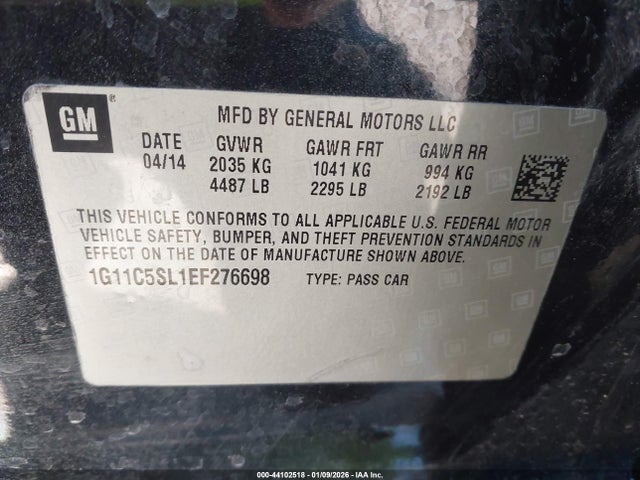 GM®
MFD BY GENERAL MOTORS LLC
DATE GVWR GAWR FRT GAWR RR
04/14 2035 KG 1041 KG 994 KG
4487 LB 2295 LB 2192 LB
THIS VEHICLE CONFORMS TO ALL APPLICABLE U.S. FEDERAL MOTOR
VEHICLE SAFETY, BUMPER, AND THEFT PREVENTION STANDARDS IN
EFFECT ON THE DATE OF MANUFACTURE SHOWN ABOVE.
1G11C5SL1EF276698 TYPE: PASS CAR
000-44102518 | 01/09/2026 | IAA Inc.